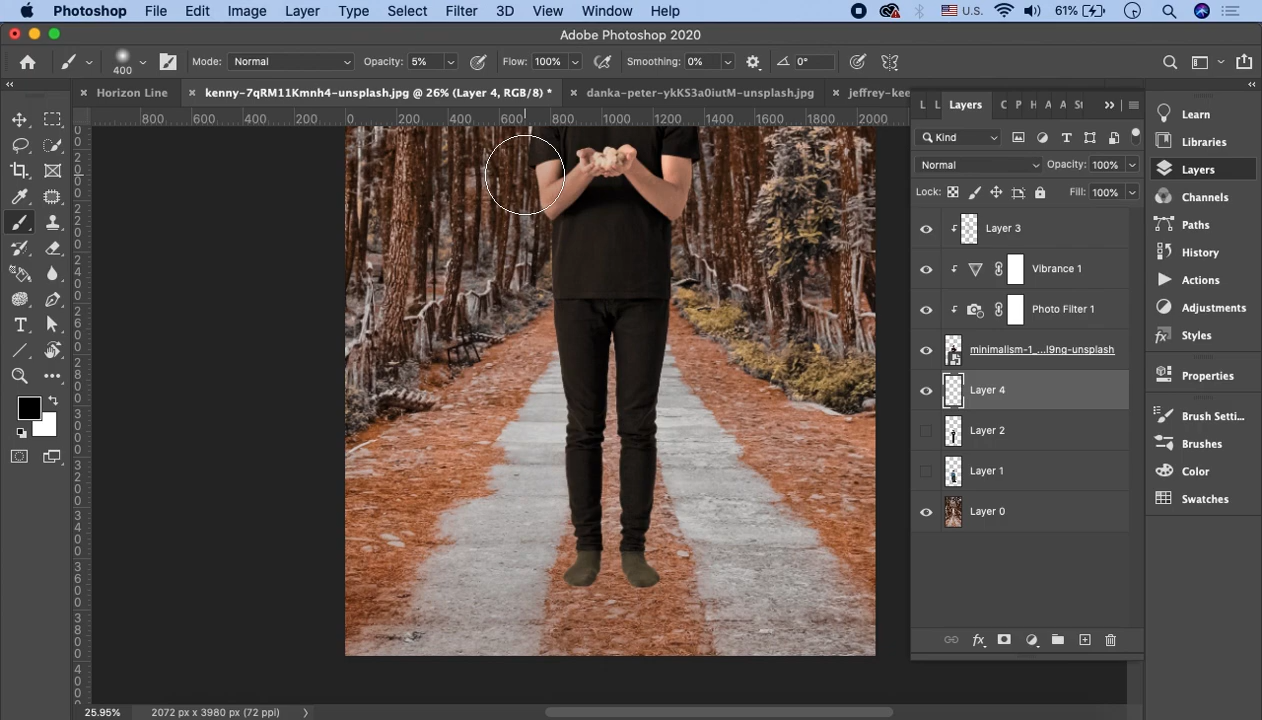 Photoshop File Edit Image Layer Type Select Filter 3D View Window Help U.S. 61%
Adobe Photoshop 2020
400 Mode: Normal Opacity: 5% Flow: 100% Smoothing: 0% 0°
Horizon Line
kenny-7qRM11Kmnh4-unsplash.jpg @ 26% (Layer 4, RGB/8) *
danka-peter-ykKS3a0iutM-unsplash.jpg
jeffrey-kee
800 600 400 200 0 200 400 600 800 1000 1200 1400 1600 1800 2000
L L Layers C P H A A St
Kind
Normal Opacity: 100%
Lock: Fill: 100%
Layer 3
Vibrance 1
Photo Filter 1
minimalism-1_...l9nq-unsplash
Layer 4
Layer 2
Layer 1
Layer 0
Learn
Libraries
Layers
Channels
Paths
History
Actions
Adjustments
Styles
Properties
Brush Setti...
Brushes
Color
Swatches
25.95% 2072 px x 3980 px (72 ppi)